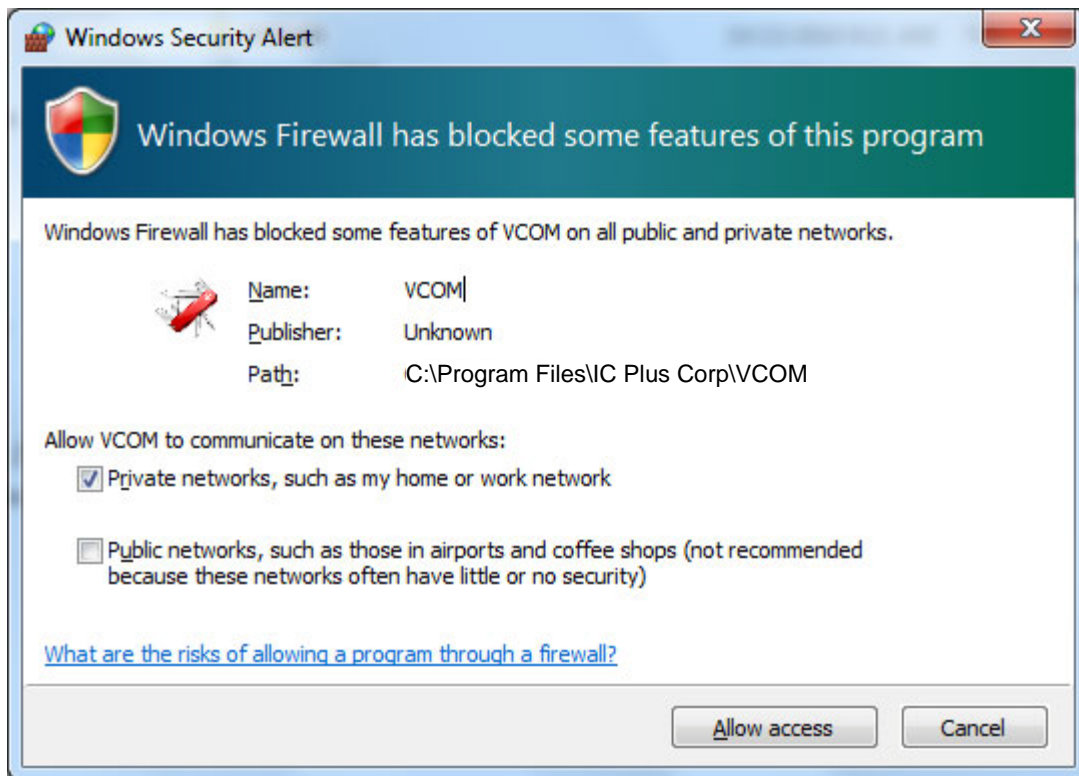 Windows Security Alert
Windows Firewall has blocked some features of this program
Windows Firewall has blocked some features of VCOM on all public and private networks.
Name: VCOM
Publisher: Unknown
Path: C:\Program Files\IC Plus Corp\VCOM
Allow VCOM to communicate on these networks:
Private networks, such as my home or work network
Public networks, such as those in airports and coffee shops (not recommended
because these networks often have little or no security)
What are the risks of allowing a program through a firewall?
Allow access Cancel